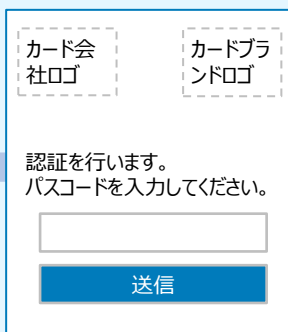 カード会
社ロゴ
カードブラ
ンドロゴ
認証を行います。
パスコードを入力してください。
送信